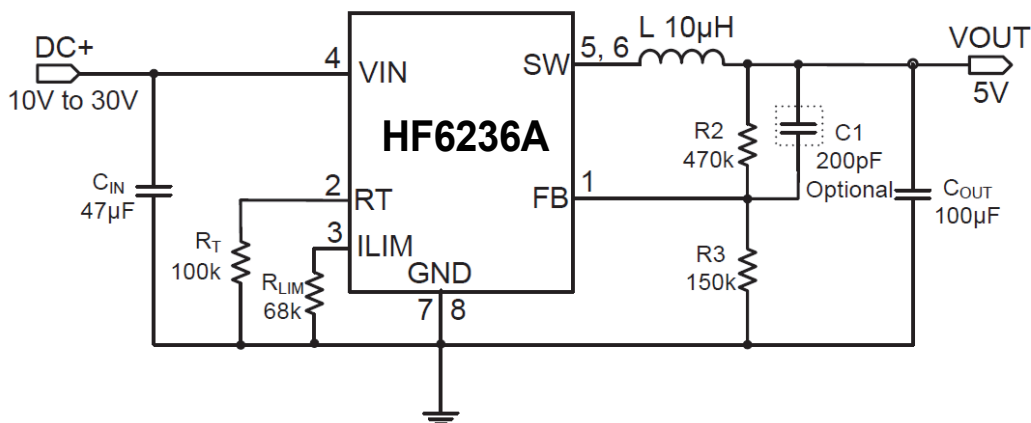 DC+
10V to 30V
4
VIN
SW
5, 6
L 10µH
VOUT
5V
HF6236A
R2
470k
C1
200pF
Optional
CIN
47µF
2
RT
FB
1
COUT
100µF
RT
100k
3
ILIM
RLIM
68k
GND
7
8
R3
150k